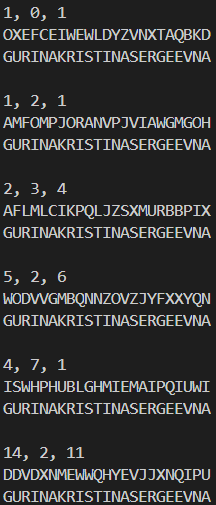 1, 0, 1
OXEFCEIWEWLDYZVNXTAQBKD
GURINAKRISTINASERGEEVNA
1, 2, 1
AMFOMPJORANVPJVIAWGMGOH
GURINAKRISTINASERGEEVNA
2, 3, 4
AFLMLCIKPQLJZSXMURBBPIX
GURINAKRISTINASERGEEVNA
5, 2, 6
WODVVGMBQNNZOVZJYFXXYQN
GURINAKRISTINASERGEEVNA
4, 7, 1
ISWHPHUBLGHMIEMAIPQIUWI
GURINAKRISTINASERGEEVNA
14, 2, 11
DDVDXNMEWWQHYEVJJXNQIPU
GURINAKRISTINASERGEEVNA